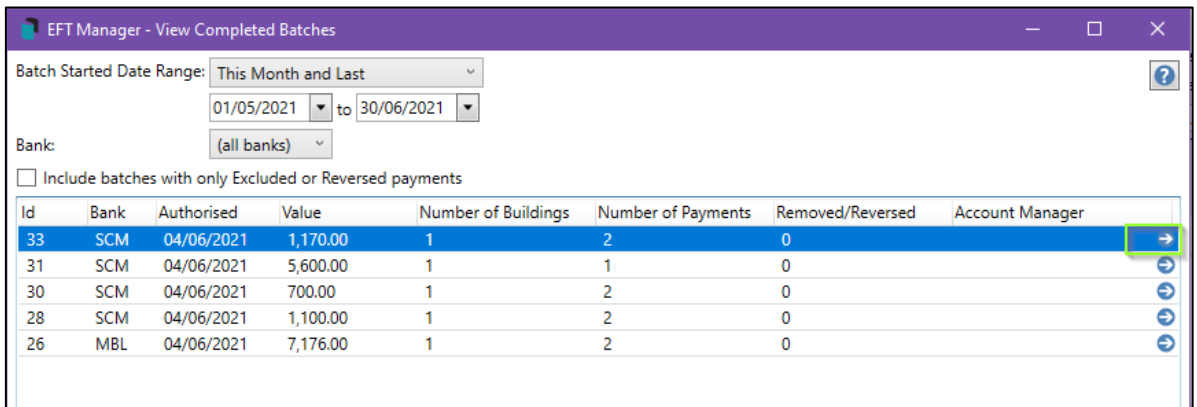 EFT Manager - View Completed Batches
Batch Started Date Range: This Month and Last
01/05/2021 to 30/06/2021
Bank: (all banks)
Include batches with only Excluded or Reversed payments
Id Bank Authorised Value Number of Buildings Number of Payments Removed/Reversed Account Manager
33 SCM 04/06/2021 1,170.00 1 2 0
31 SCM 04/06/2021 5,600.00 1 1 0
30 SCM 04/06/2021 700.00 1 2 0
28 SCM 04/06/2021 1,100.00 1 2 0
26 MBL 04/06/2021 7,176.00 1 2 0